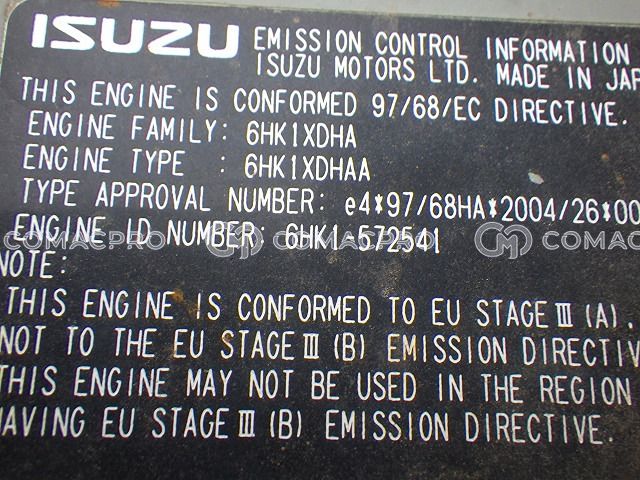 ISUZU EMISSION CONTROL INFORMATION
ISUZU MOTORS LTD. MADE IN JAP
THIS ENGINE IS CONFORMED 97/68/EC DIRECTIVE.
ENGINE FAMILY: 6HK1XDHA
ENGINE TYPE : 6HK1XDHAA
TYPE APPROVAL NUMBER: e4*97/68HA*2004/26*00
ENGINE ID NUMBER: 6HK1-572541
COMACPRO COMACPRO COMACP
NOTE:
THIS ENGINE IS CONFORMED TO EU STAGE III (A).
NOT TO THE EU STAGE III (B) EMISSION DIRECTIVE
THIS ENGINE MAY NOT BE USED IN THE REGION
HAVING EU STAGE III (B) EMISSION DIRECTIVE.